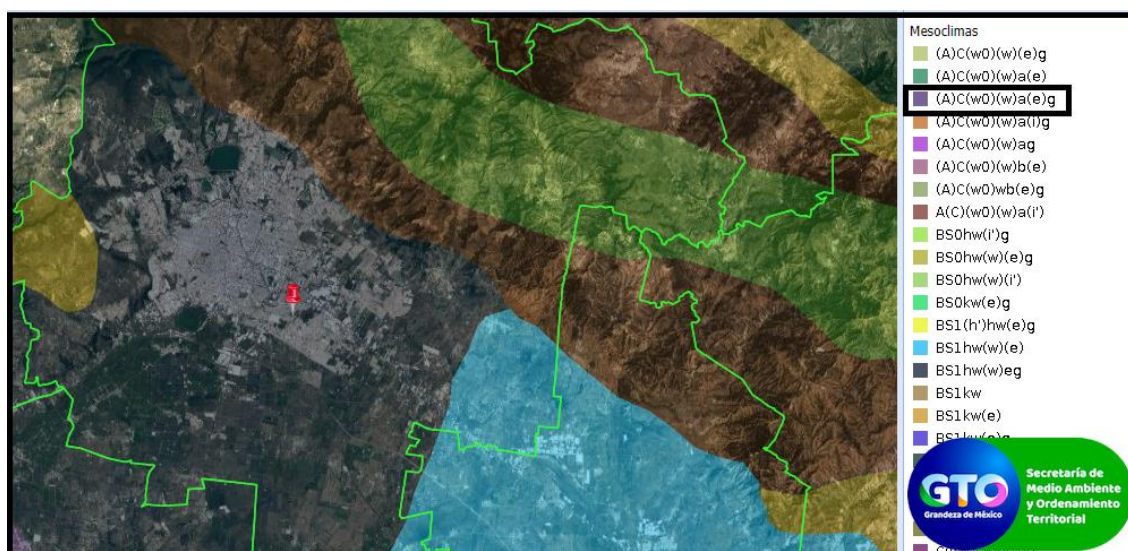 Mesoclimas
(A)C(w0)(w)(e)g
(A)C(w0)(w)a(e)
(A)C(w0)(w)a(e)g
(A)C(w0)(w)a(i)g
(A)C(w0)(w)ag
(A)C(w0)(w)b(e)
(A)C(w0)wb(e)g
A(C)(w0)(w)a(i')
BS0hw(i')g
BS0hw(w)(e)g
BS0hw(w)(i')
BS0kw(e)g
BS1(h')hw(e)g
BS1hw(w)(e)
BS1hw(w)eg
BS1kw
BS1kw(e)
BS1kw(e)g
GTO
Grandeza de México
Secretaría de
Medio Ambiente
y Ordenamiento
Territorial